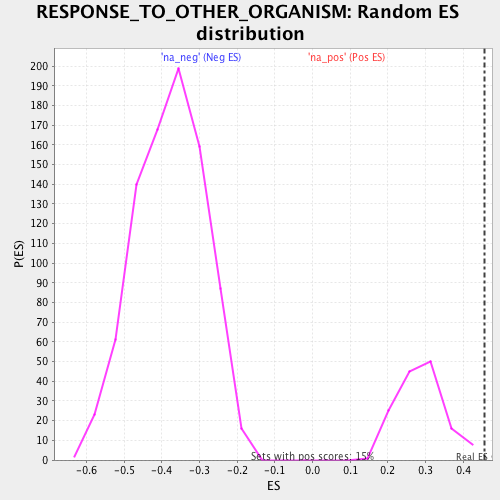 RESPONSE_TO_OTHER_ORGANISM: Random ES
distribution
'na_neg' (Neg ES) 'na_pos' (Pos ES)
200
190
180
170
160
150
140
130
120
110
100
90
80
70
60
50
40
30
20
10
0
P(ES)
Sets with pos scores: 15%
Real ES
-0.6 -0.5 -0.4 -0.3 -0.2 -0.1 0.0 0.1 0.2 0.3 0.4
ES